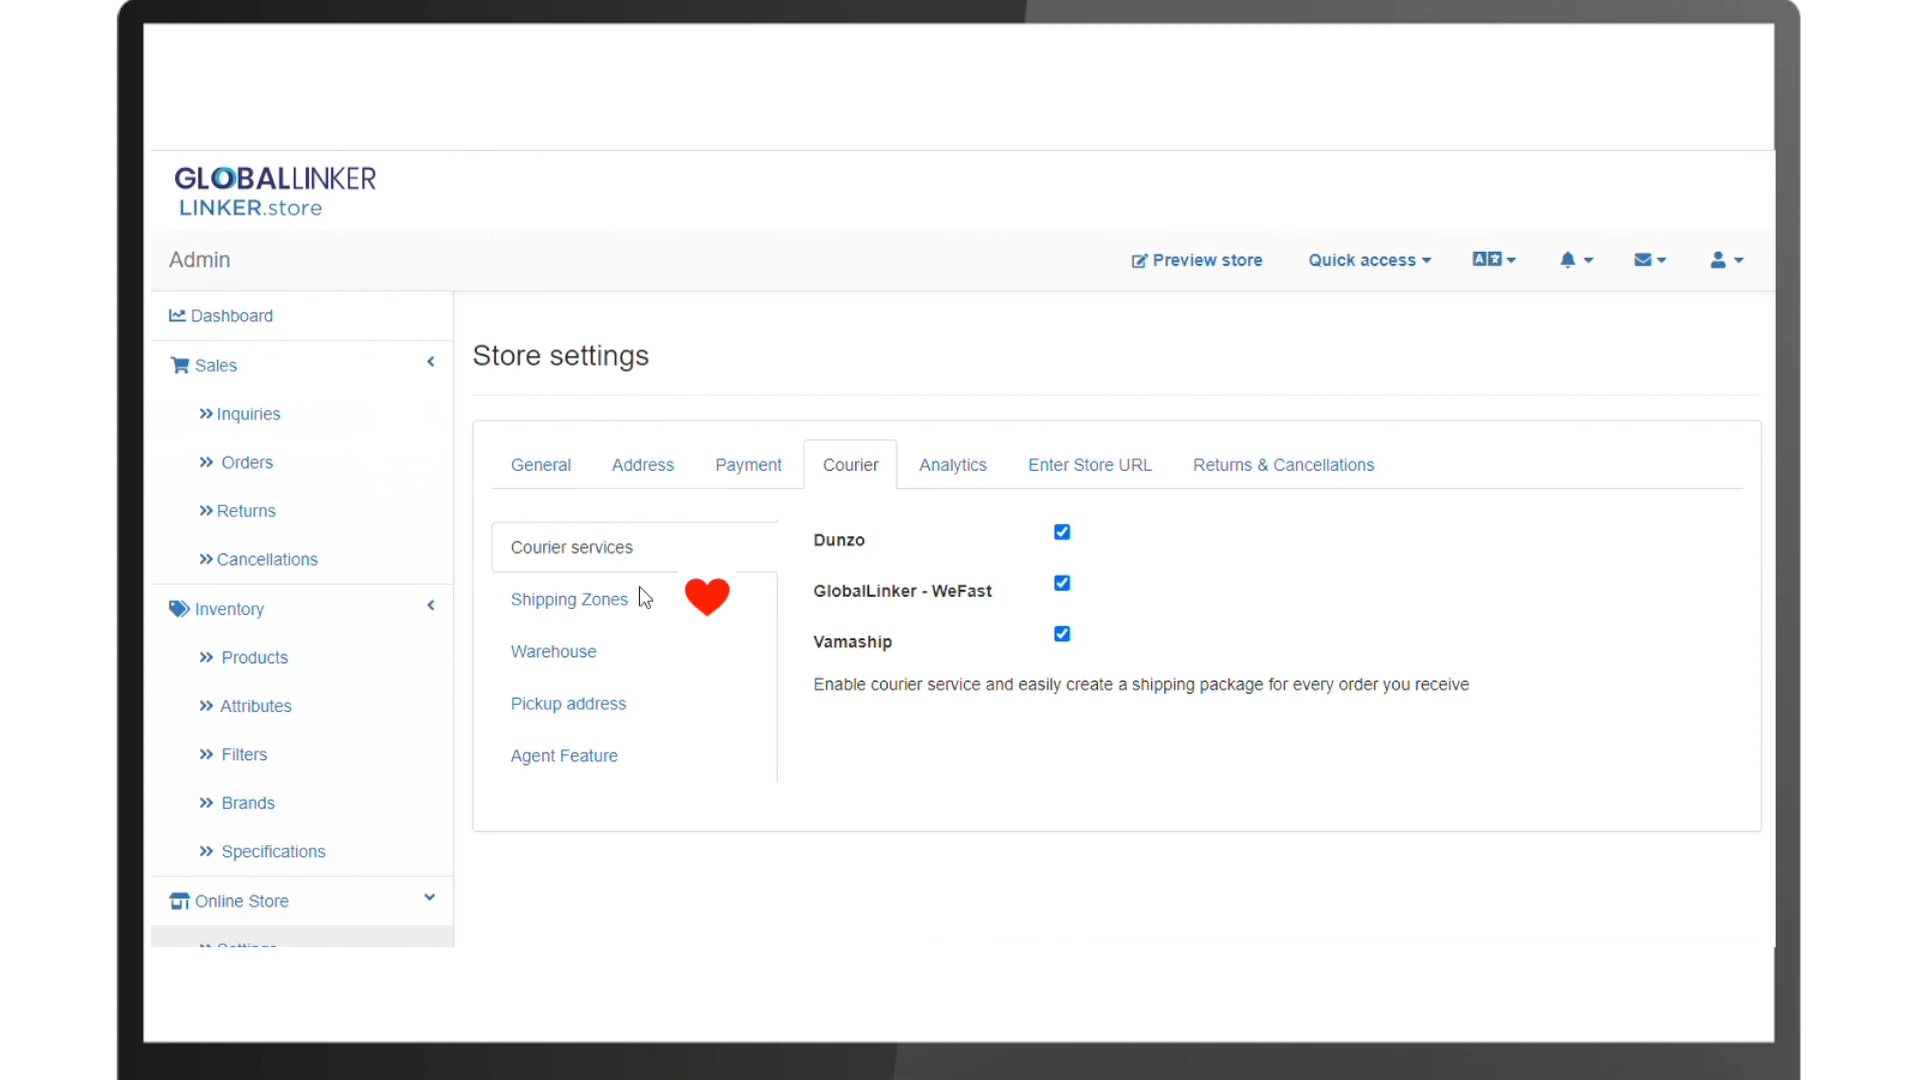 GLOBALLINKER
LINKER.store
Admin
Preview store
Quick access
Dashboard
Sales
Inquiries
Orders
Returns
Cancellations
Inventory
Products
Attributes
Filters
Brands
Specifications
Online Store
Settings
Store settings
General
Address
Payment
Courier
Analytics
Enter Store URL
Returns & Cancellations
Courier services
Shipping Zones
Warehouse
Pickup address
Agent Feature
Dunzo
GlobalLinker - WeFast
Vamaship
Enable courier service and easily create a shipping package for every order you receive